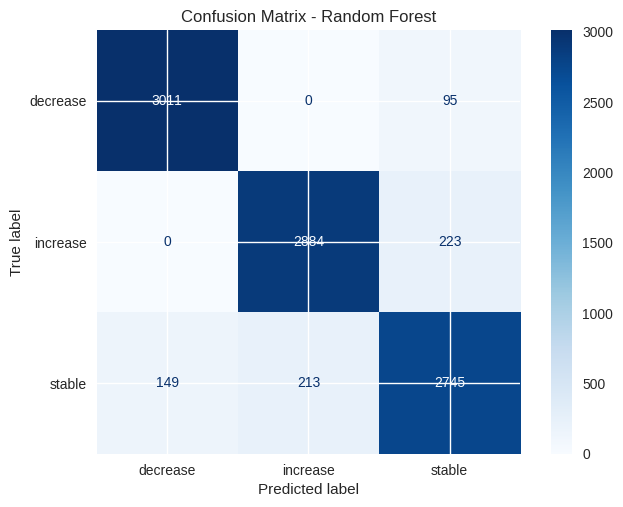 Confusion Matrix - Random Forest
decrease 3011 0 95
increase 0 2884 223
stable 149 213 2745
decrease increase stable
Predicted label
True label
3000
2500
2000
1500
1000
500
0